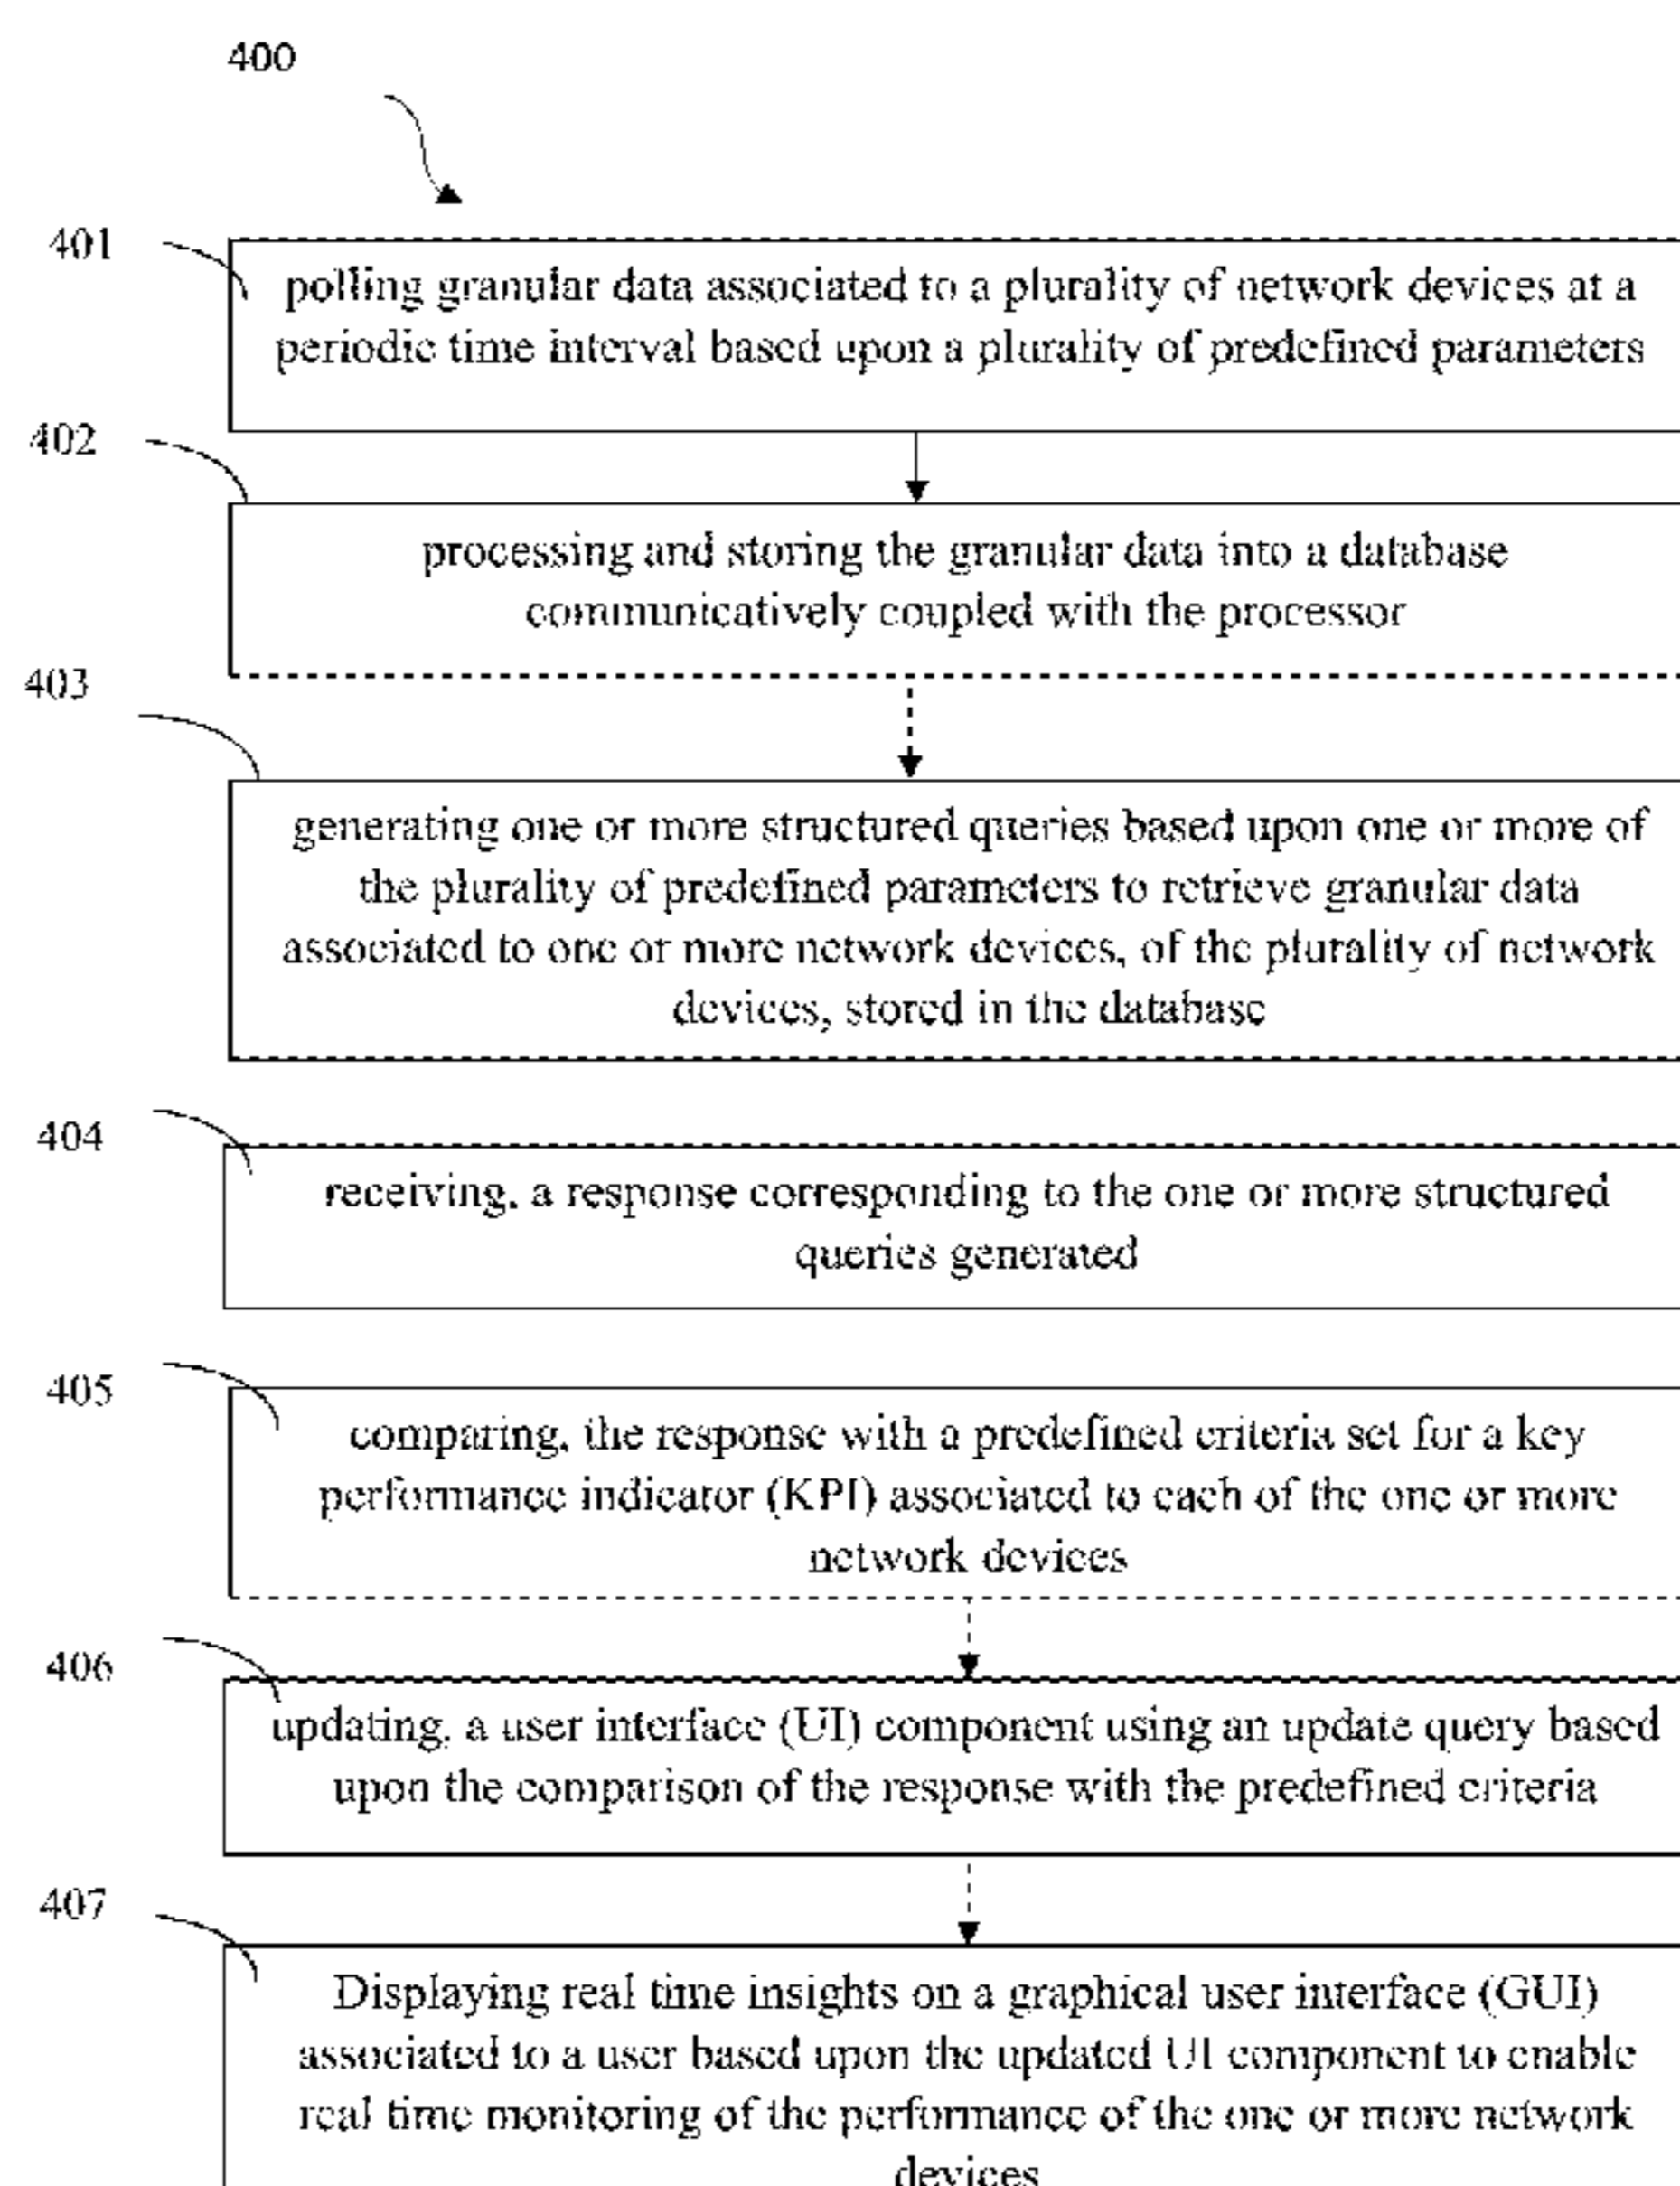 400
401
polling granular data associated to a plurality of network devices at a
periodic time interval based upon a plurality of predefined parameters
402
processing and storing the granular data into a database
communicatively coupled with the processor
403
generating one or more structured queries based upon one or more of
the plurality of predefined parameters to retrieve granular data
associated to one or more network devices, of the plurality of network
devices, stored in the database
404
receiving, a response corresponding to the one or more structured
queries generated
405
comparing, the response with a predefined criteria set for a key
performance indicator (KPI) associated to each of the one or more
network devices
406
updating, a user interface (UI) component using an update query based
upon the comparison of the response with the predefined criteria
407
Displaying real time insights on a graphical user interface (GUI)
associated to a user based upon the updated UI component to enable
real time monitoring of the performance of the one or more network
devices